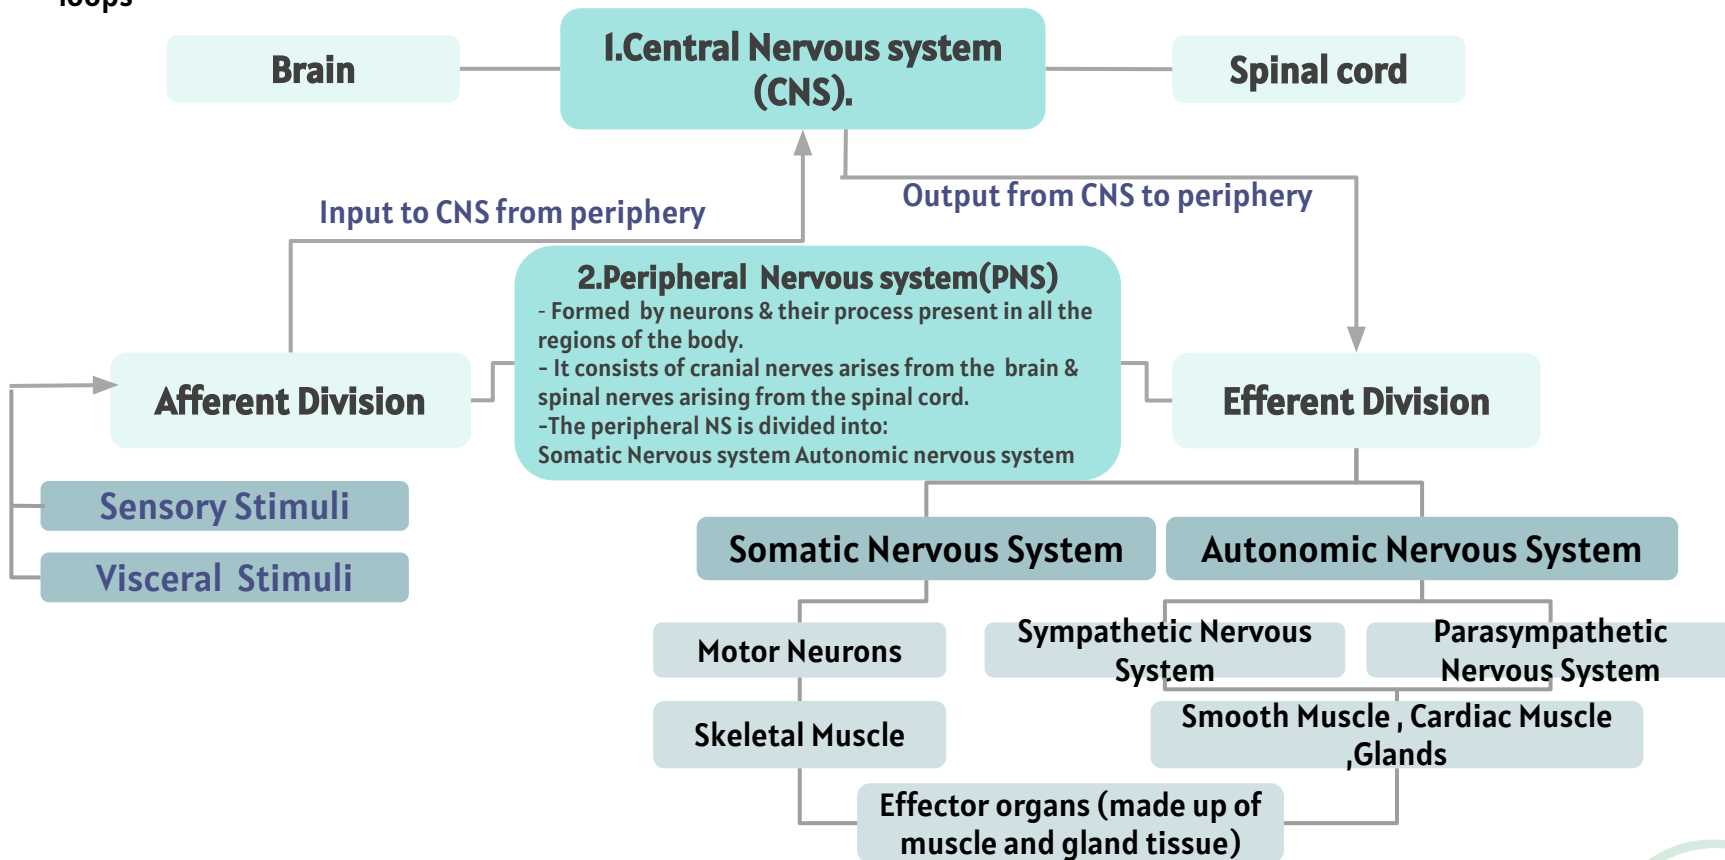 loops
1.Central Nervous system
(CNS).
Brain
Spinal cord
Input to CNS from periphery
Output from CNS to periphery
2.Peripheral  Nervous system(PNS)
- Formed  by neurons & their process present in all the
regions of the body.
- It consists of cranial nerves arises from the  brain &
spinal nerves arising from the spinal cord.
-The peripheral NS is divided into:
Somatic Nervous system Autonomic nervous system
Afferent Division
Efferent Division
Sensory Stimuli
Visceral  Stimuli
Somatic Nervous System
Autonomic Nervous System
Motor Neurons
Sympathetic Nervous
System
Parasympathetic
Nervous System
Skeletal Muscle
Smooth Muscle , Cardiac Muscle
,Glands
Effector organs (made up of
muscle and gland tissue)